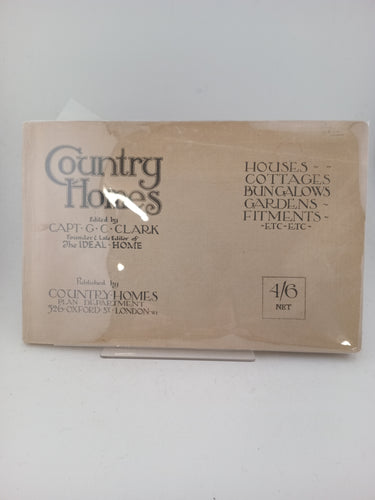 Country
Homes
Edited by
CAPT·G·C·CLARK
Founder & Late Editor of
The IDEAL·HOME
Published by
COUNTRY·HOMES
PLAN DEPARTMENT
326·OXFORD·ST·LONDON·W1
HOUSES - -
COTTAGES
BUNGALOWS
GARDENS -
FITMENTS -
-ETC-ETC-
4/6
NET